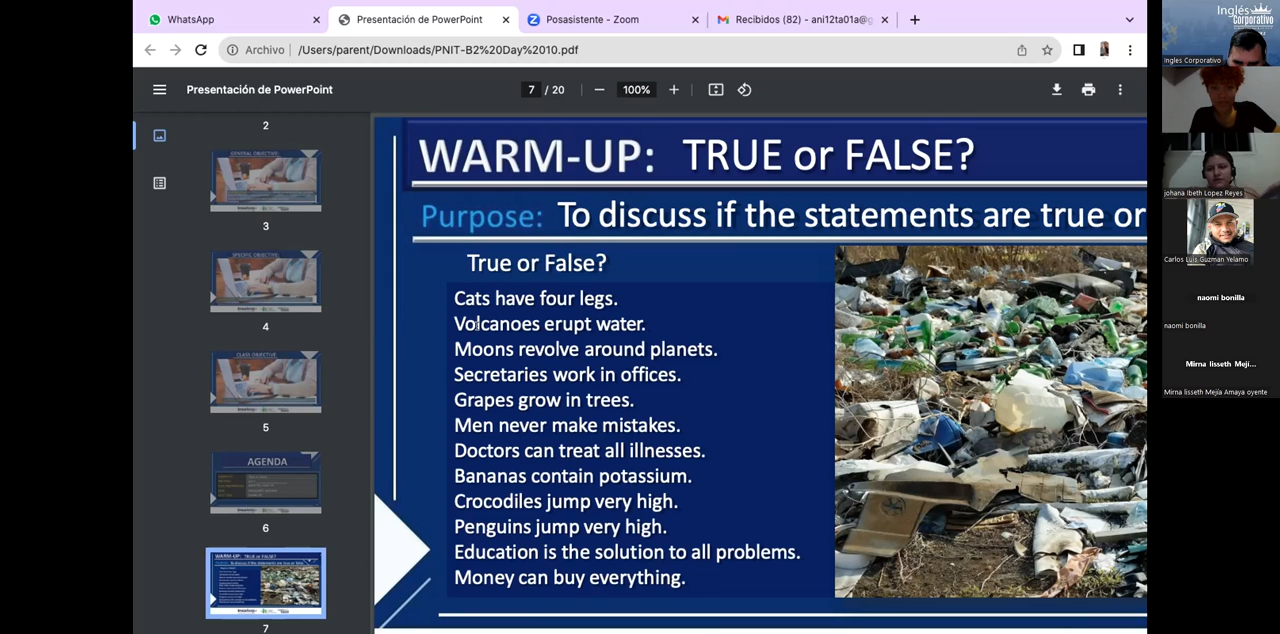 WhatsApp
Presentación de PowerPoint
Posasistente - Zoom
Recibidos (82) - ani12ta01a@g
Archivo /Users/parent/Downloads/PNIT-B2%20Day%2010.pdf
Presentación de PowerPoint
7 / 20
100%
2
3
4
5
AGENDA
6
7
WARM-UP: TRUE or FALSE?
Purpose: To discuss if the statements are true or
True or False?
Cats have four legs.
Volcanoes erupt water.
Moons revolve around planets.
Secretaries work in offices.
Grapes grow in trees.
Men never make mistakes.
Doctors can treat all illnesses.
Bananas contain potassium.
Crocodiles jump very high.
Penguins jump very high.
Education is the solution to all problems.
Money can buy everything.
Inglés
Corporativo
Ingles Corporativo
johana Ibeth Lopez Reyes
Carlos Luis Guzman Yelamo
naomi bonilla
naomi bonilla
Mirna lisseth Mejí...
Mirna lisseth Mejía Amaya oyente